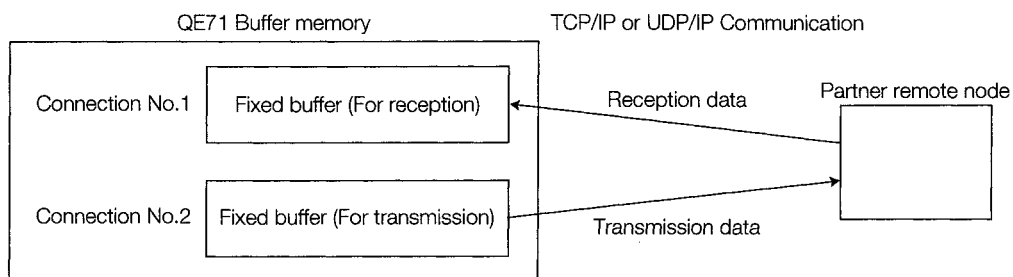 QE71 Buffer memory
TCP/IP or UDP/IP Communication
Connection No.1
Fixed buffer (For reception)
Reception data
Partner remote node
Connection No.2
Fixed buffer (For transmission)
Transmission data